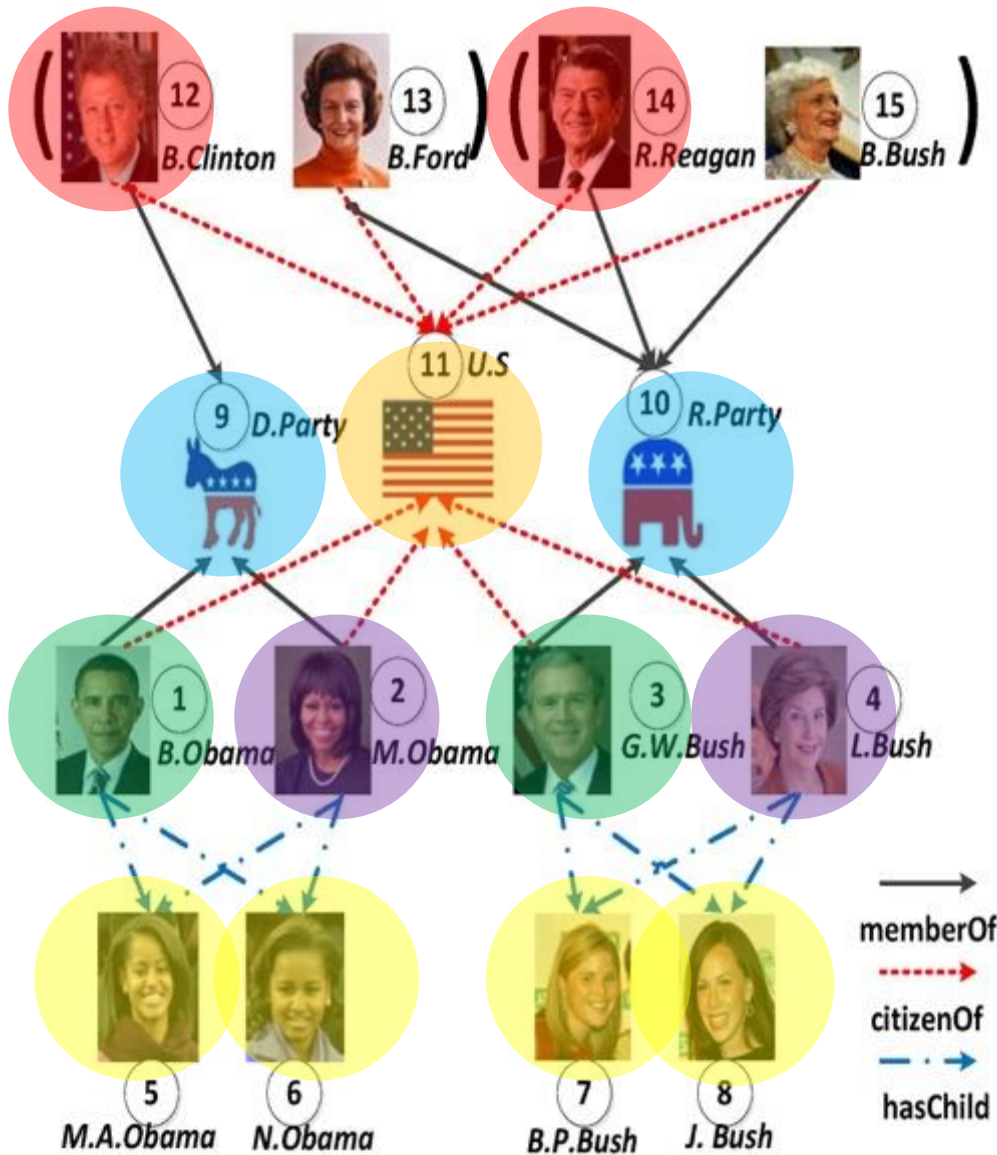 ( 12 B.Clinton
13 B.Ford )
( 14 R.Reagan
15 B.Bush )
11 U.S
9 D.Party
10 R.Party
1 B.Obama
2 M.Obama
3 G.W.Bush
4 L.Bush
5 M.A.Obama
6 N.Obama
7 B.P.Bush
8 J. Bush
memberOf
citizenOf
hasChild